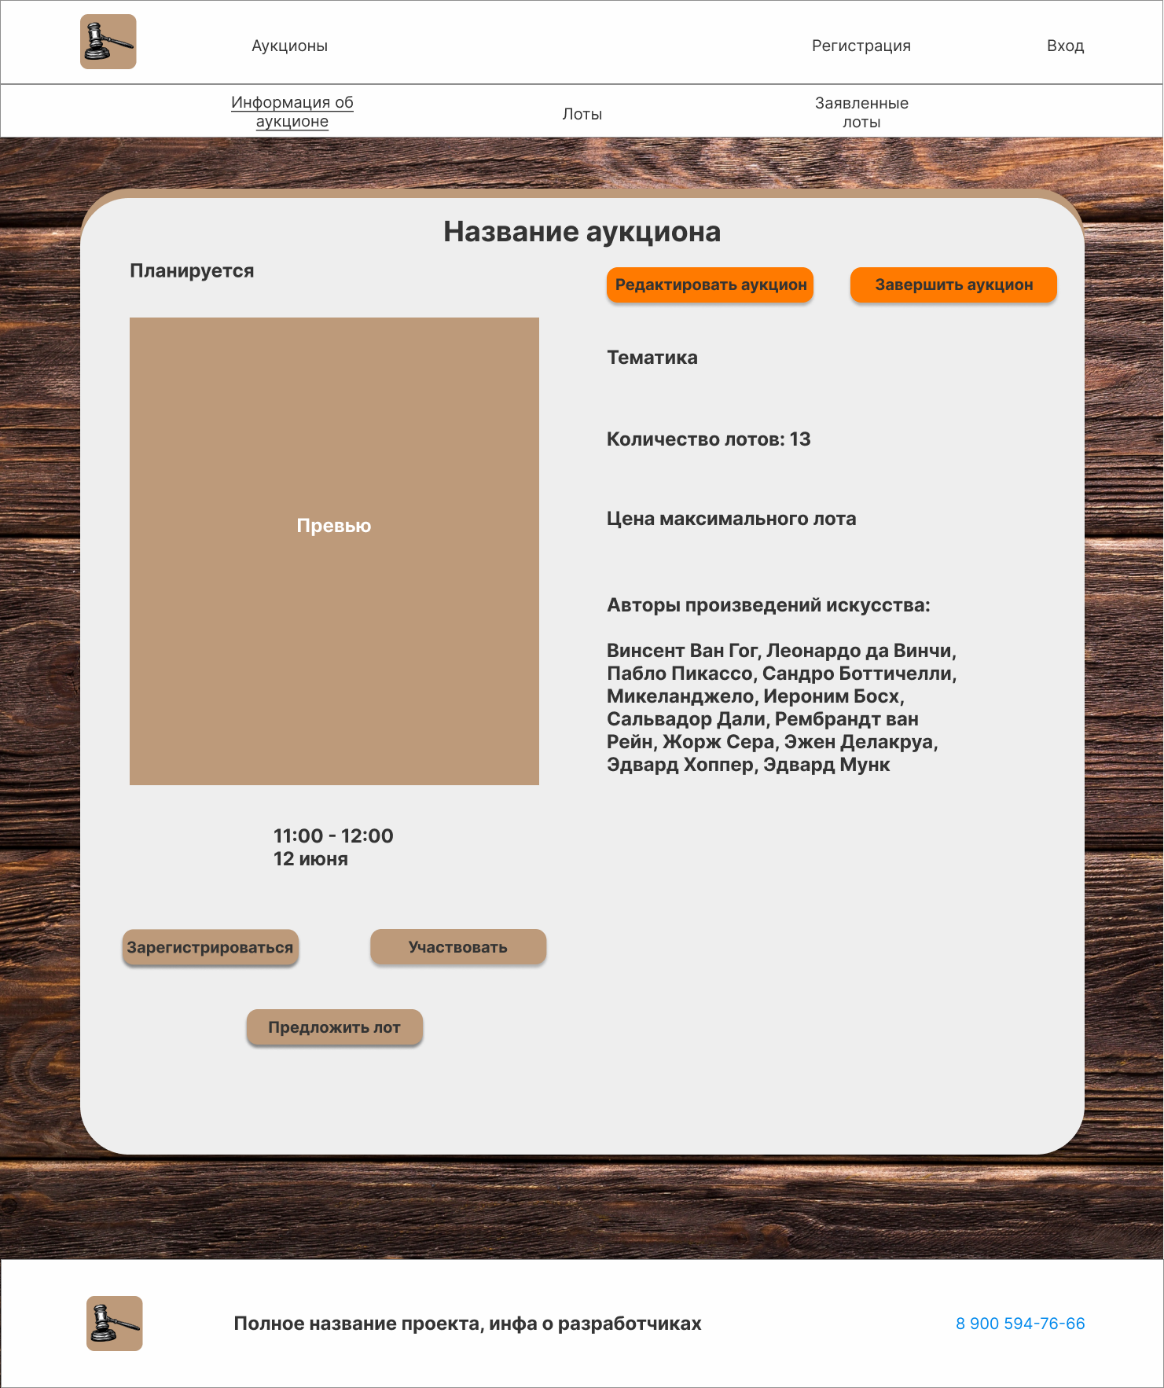 Аукционы
Регистрация
Вход
Информация об
аукционе
Лоты
Заявленные
лоты
Название аукциона
Планируется
Редактировать аукцион
Завершить аукцион
Превью
Тематика
Количество лотов: 13
Цена максимального лота
Авторы произведений искусства:
Винсент Ван Гог, Леонардо да Винчи,
Пабло Пикассо, Сандро Боттичелли,
Микеланджело, Иероним Босх,
Сальвадор Дали, Рембрандт ван
Рейн, Жорж Сера, Эжен Делакруа,
Эдвард Хоппер, Эдвард Мунк
11:00 - 12:00
12 июня
Зарегистрироваться
Участвовать
Предложить лот
Полное название проекта, инфа о разработчиках
8 900 594-76-66